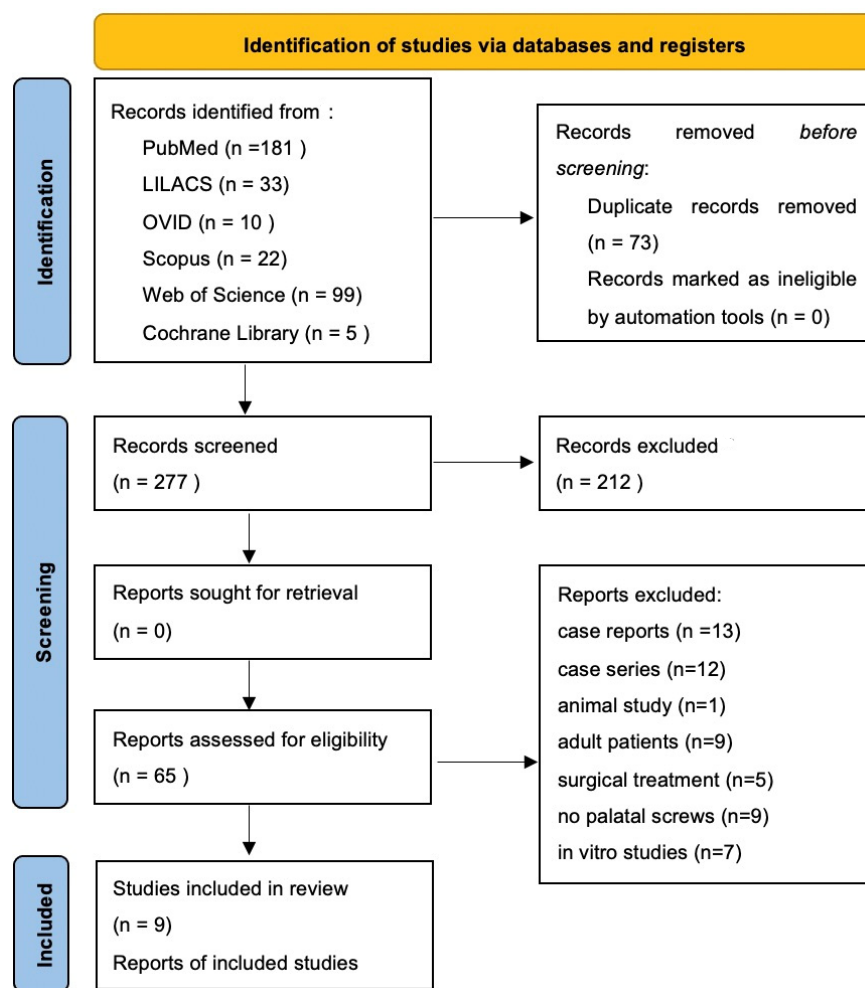 Identification of studies via databases and registers
Identification
Records identified from :
PubMed (n =181 )
LILACS (n = 33)
OVID (n = 10 )
Scopus (n = 22)
Web of Science (n = 99)
Cochrane Library (n = 5 )
Records removed before
screening:
Duplicate records removed
(n = 73)
Records marked as ineligible
by automation tools (n = 0)
Screening
Records screened
(n = 277 )
Records excluded
(n = 212 )
Reports sought for retrieval
(n = 0)
Reports assessed for eligibility
(n = 65 )
Reports excluded:
case reports (n =13)
case series (n=12)
animal study (n=1)
adult patients (n=9)
surgical treatment (n=5)
no palatal screws (n=9)
in vitro studies (n=7)
Included
Studies included in review
(n = 9)
Reports of included studies